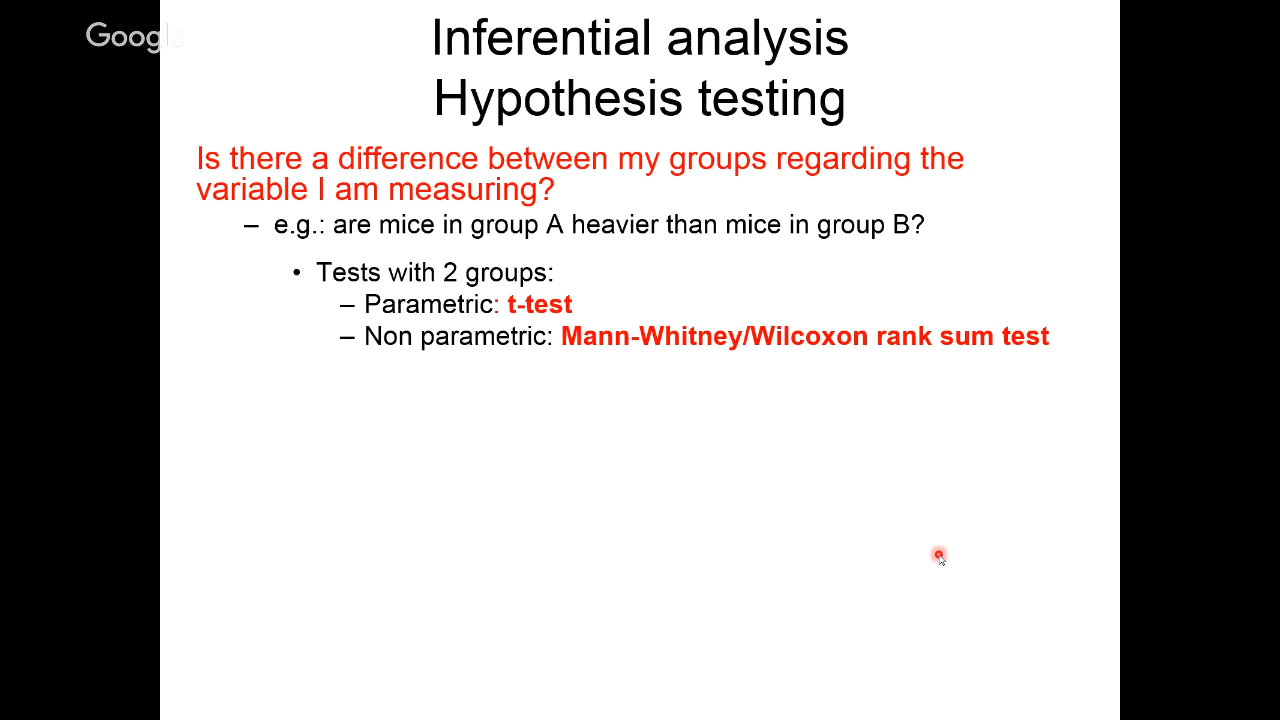 Google
Inferential analysis
Hypothesis testing
Is there a difference between my groups regarding the
variable I am measuring?
– e.g.: are mice in group A heavier than mice in group B?
• Tests with 2 groups:
– Parametric: t-test
– Non parametric: Mann-Whitney/Wilcoxon rank sum test